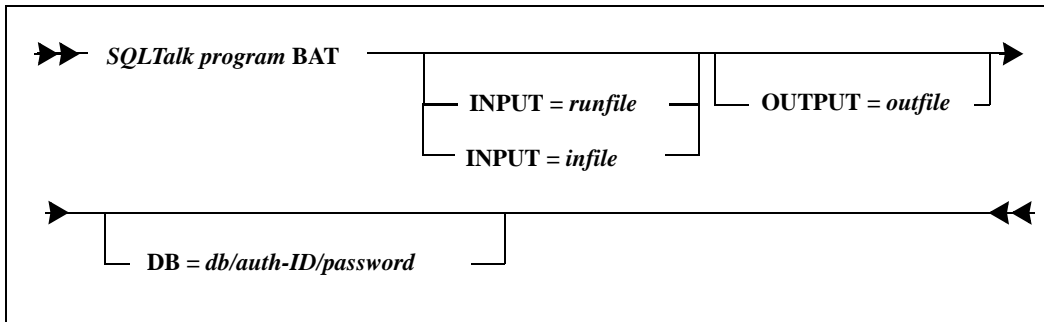 SQLTalk program BAT
INPUT = runfile
OUTPUT = outfile
INPUT = infile
DB = db/auth-ID/password